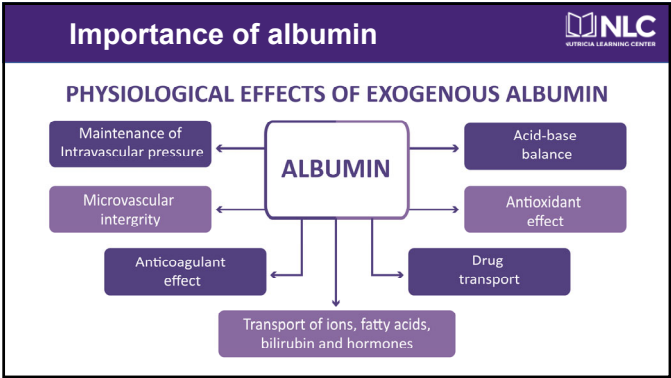 Importance of albumin
NLC
NUTRICIA LEARNING CENTER
PHYSIOLOGICAL EFFECTS OF EXOGENOUS ALBUMIN
Maintenance of
Intravascular pressure
ALBUMIN
Acid-base
balance
Microvascular
intergrity
Antioxidant
effect
Anticoagulant
effect
Drug
transport
Transport of ions, fatty acids,
bilirubin and hormones